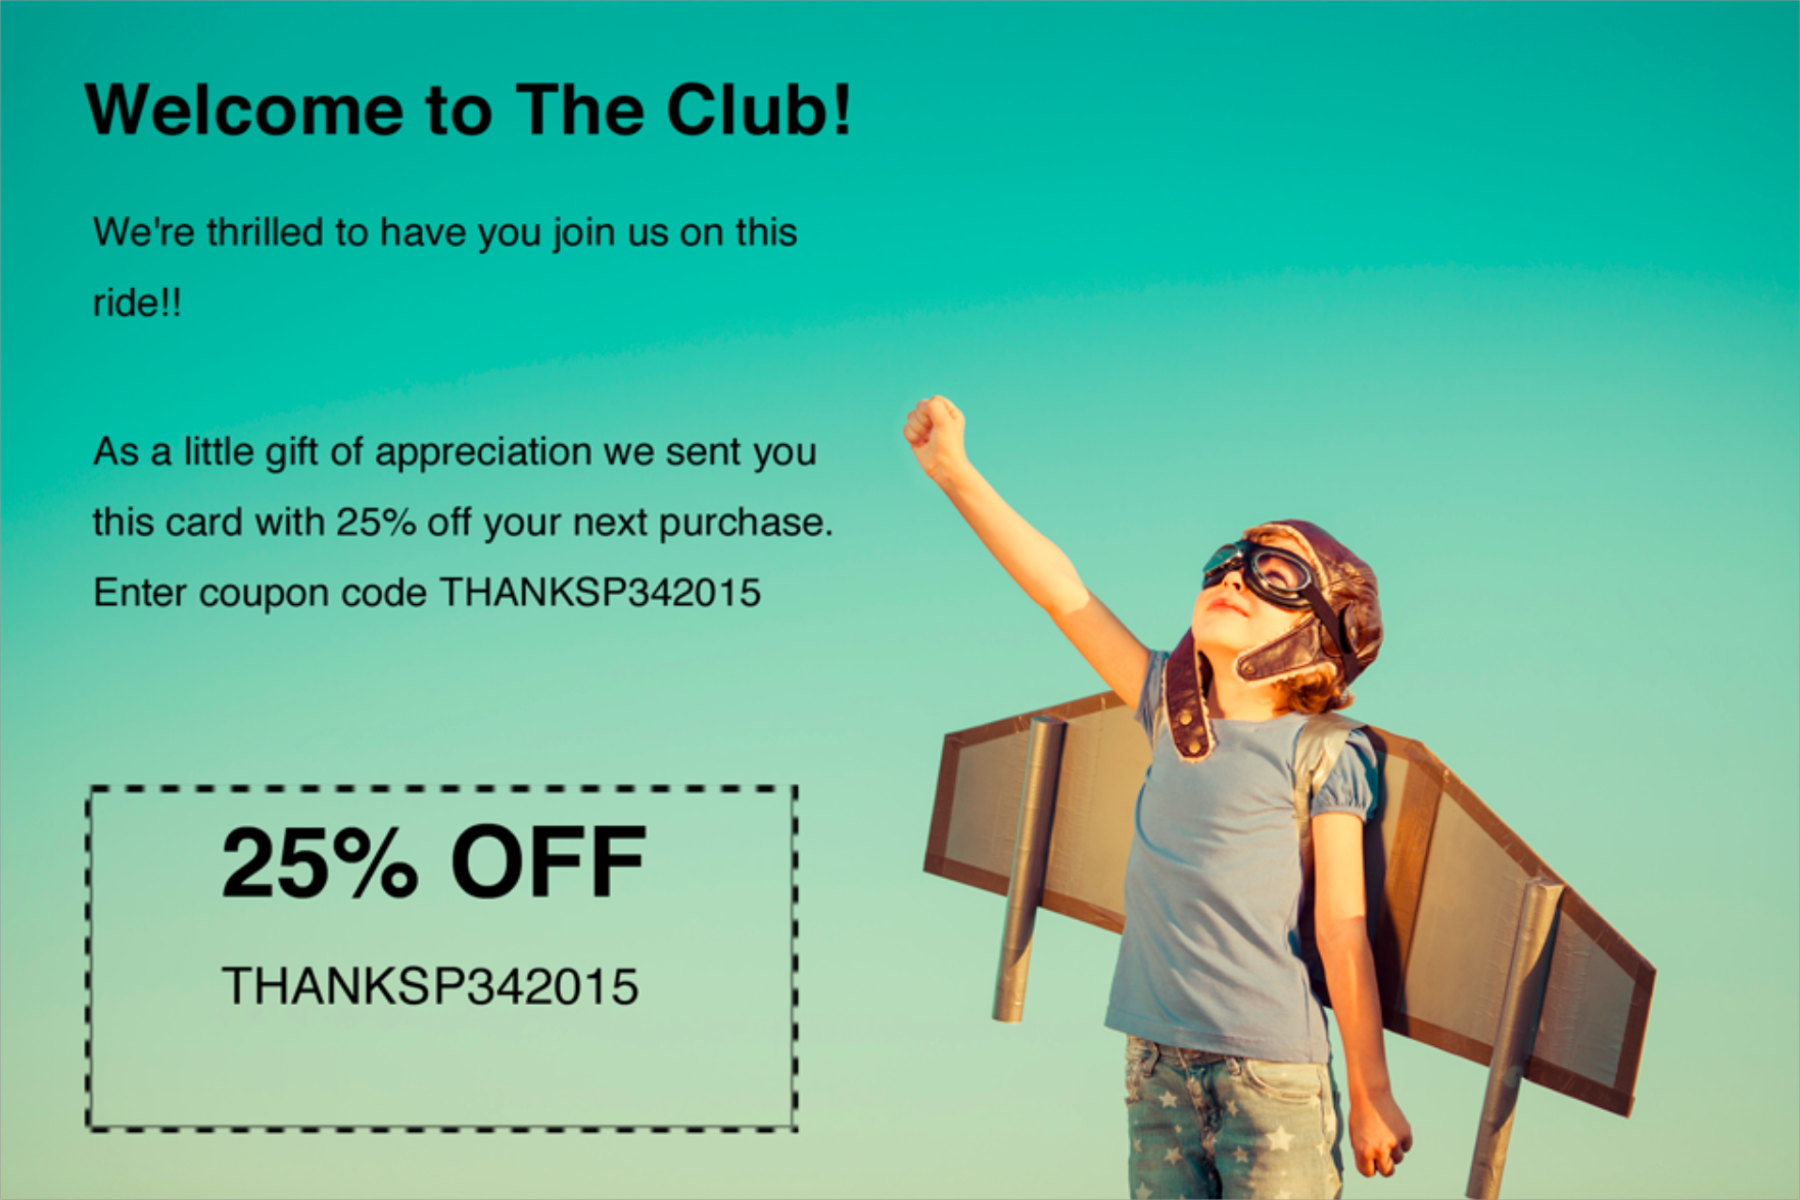 Welcome to The Club!
We're thrilled to have you join us on this
ride!!
As a little gift of appreciation we sent you
this card with 25% off your next purchase.
Enter coupon code THANKSP342015
25% OFF
THANKSP342015